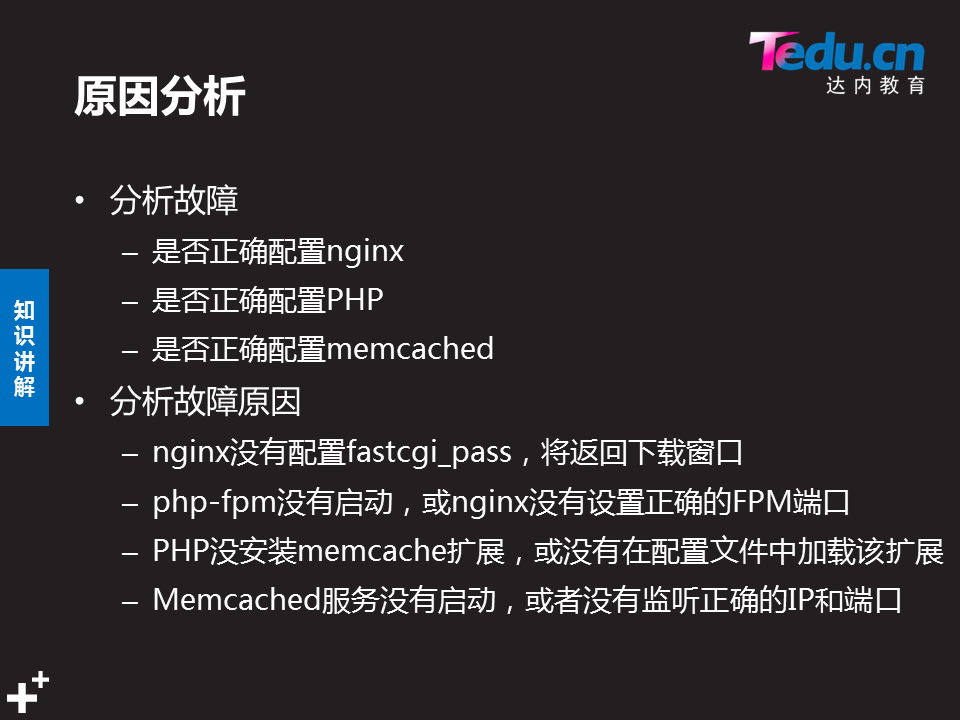 Tedu.cn
达内教育
原因分析
• 分析故障
– 是否正确配置nginx
– 是否正确配置PHP
– 是否正确配置memcached
• 分析故障原因
– nginx没有配置fastcgi_pass，将返回下载窗口
– php-fpm没有启动，或nginx没有设置正确的FPM端口
– PHP没安装memcache扩展，或没有在配置文件中加载该扩展
– Memcached服务没有启动，或者没有监听正确的IP和端口
知识讲解